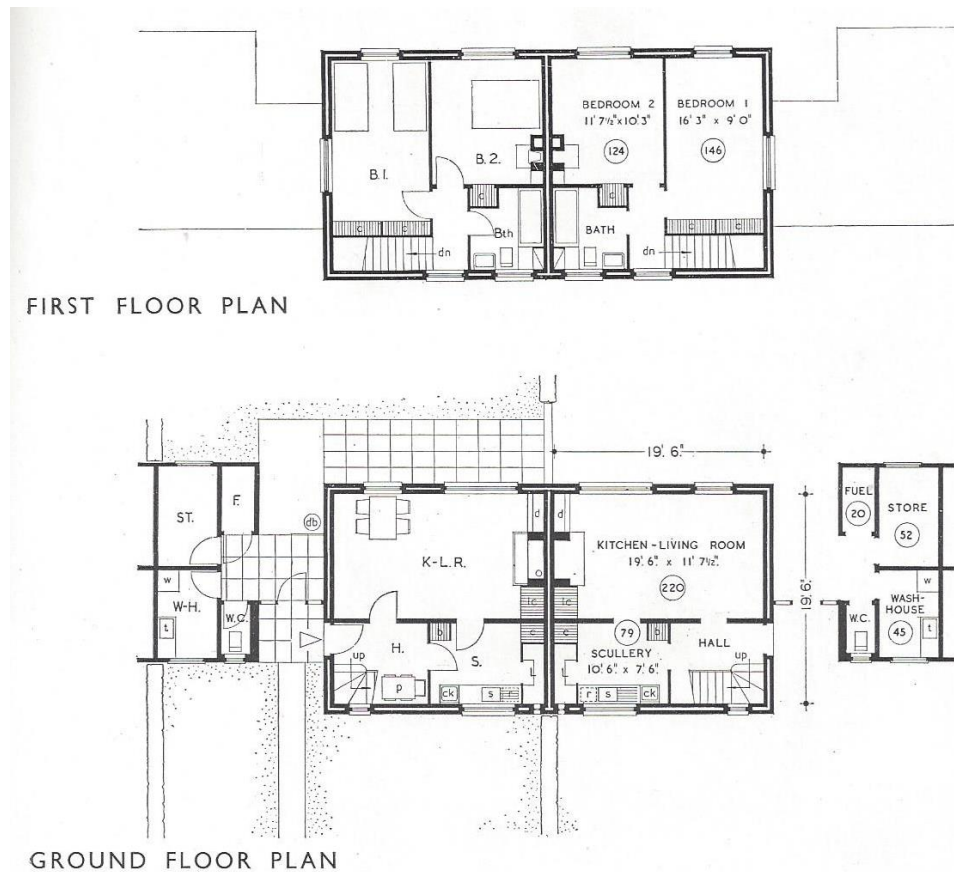 BEDROOM 2
11' 7½" x 10' 3"
124
BEDROOM 1
16' 3" x 9' 0"
146
B.1.
B.2.
c
c
c
Bth
dn
c
BATH
dn
c
c
FIRST FLOOR PLAN
19'. 6."
ST.
F.
db
W-H.
w
t
W.C.
K-L.R.
d
d
o
lc
lc
c
c
KITCHEN-LIVING ROOM
19'. 6" x 11'. 7½".
220
H.
up
p
b
S.
ck
s
r
79
SCULLERY
10'. 6" x 7'. 6"
b
HALL
up
r
s
ck
19'. 9."
FUEL
20
STORE
52
W.C.
WASH-
HOUSE
45
w
t
GROUND FLOOR PLAN